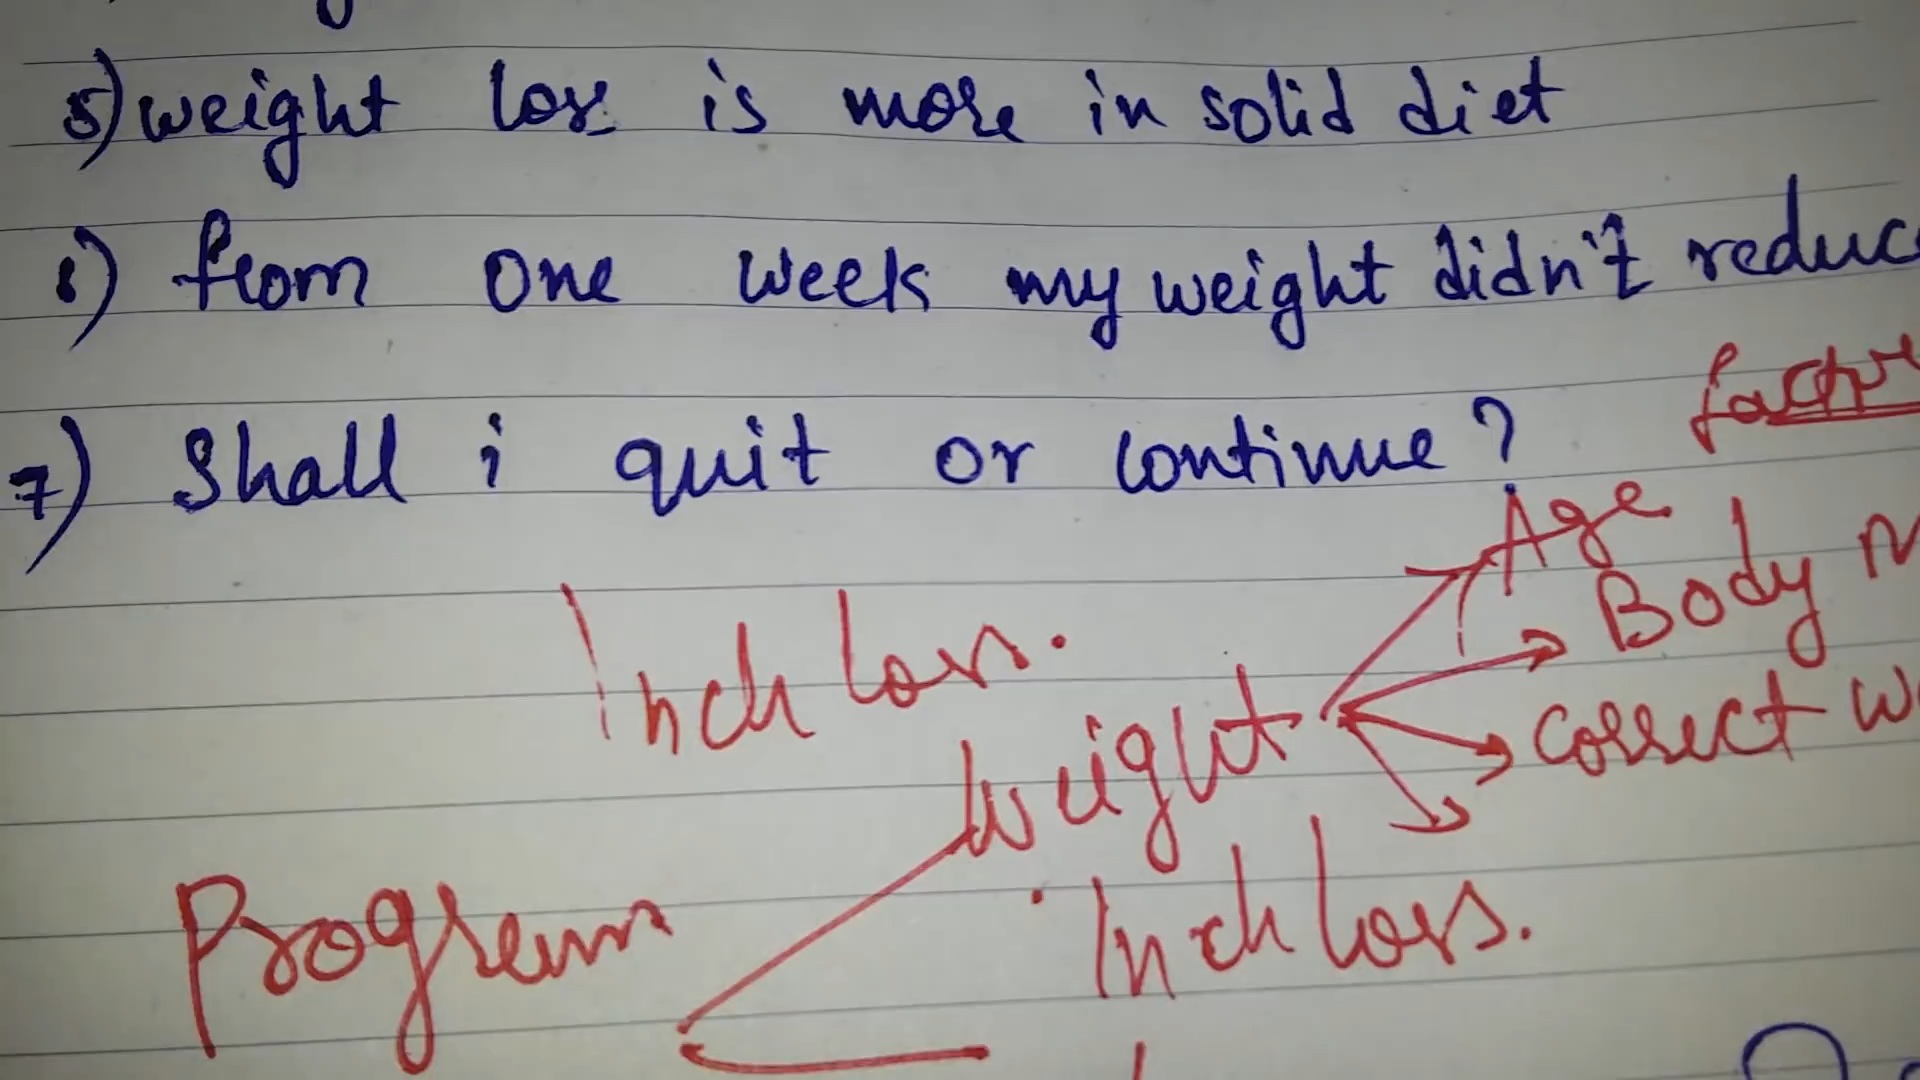 5) weight loss is more in solid diet
6) from one week my weight didn't reduc
7) Shall i quit or continue?
factors
Age
Body
Inch loss.
correct
Weight
Inch loss.
Program